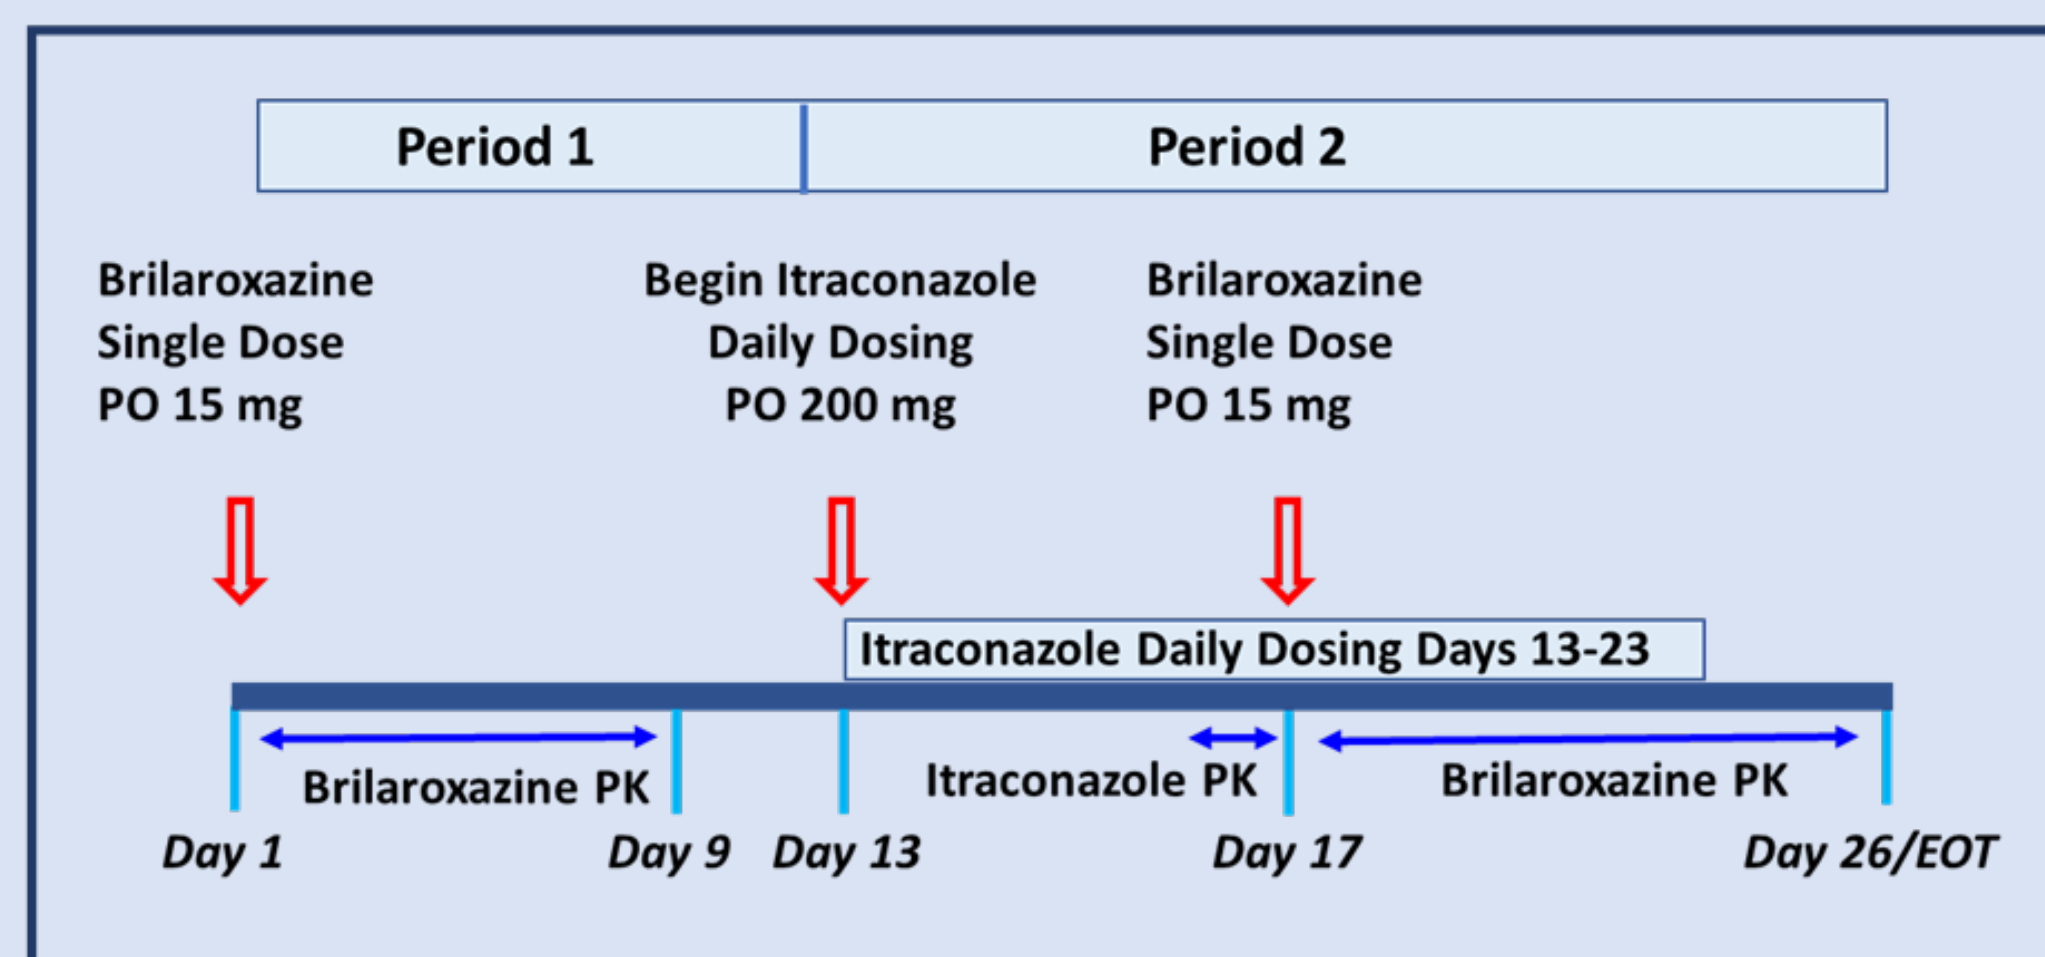 Period 1
Period 2
Brilaroxazine
Single Dose
PO 15 mg
Begin Itraconazole
Daily Dosing
PO 200 mg
Brilaroxazine
Single Dose
PO 15 mg
Itraconazole Daily Dosing Days 13-23
Brilaroxazine PK
Itraconazole PK
Brilaroxazine PK
Day 1
Day 9
Day 13
Day 17
Day 26/EOT